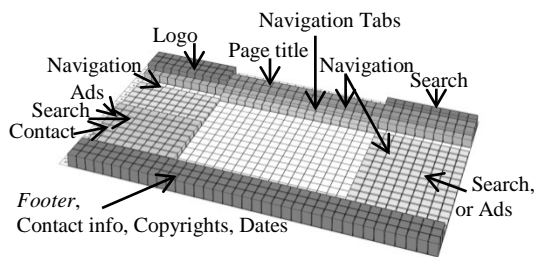 Navigation Tabs
Logo
Page title
Navigation
Navigation
Search
Ads
Search
Contact
Search,
or Ads
Footer,
Contact info, Copyrights, Dates